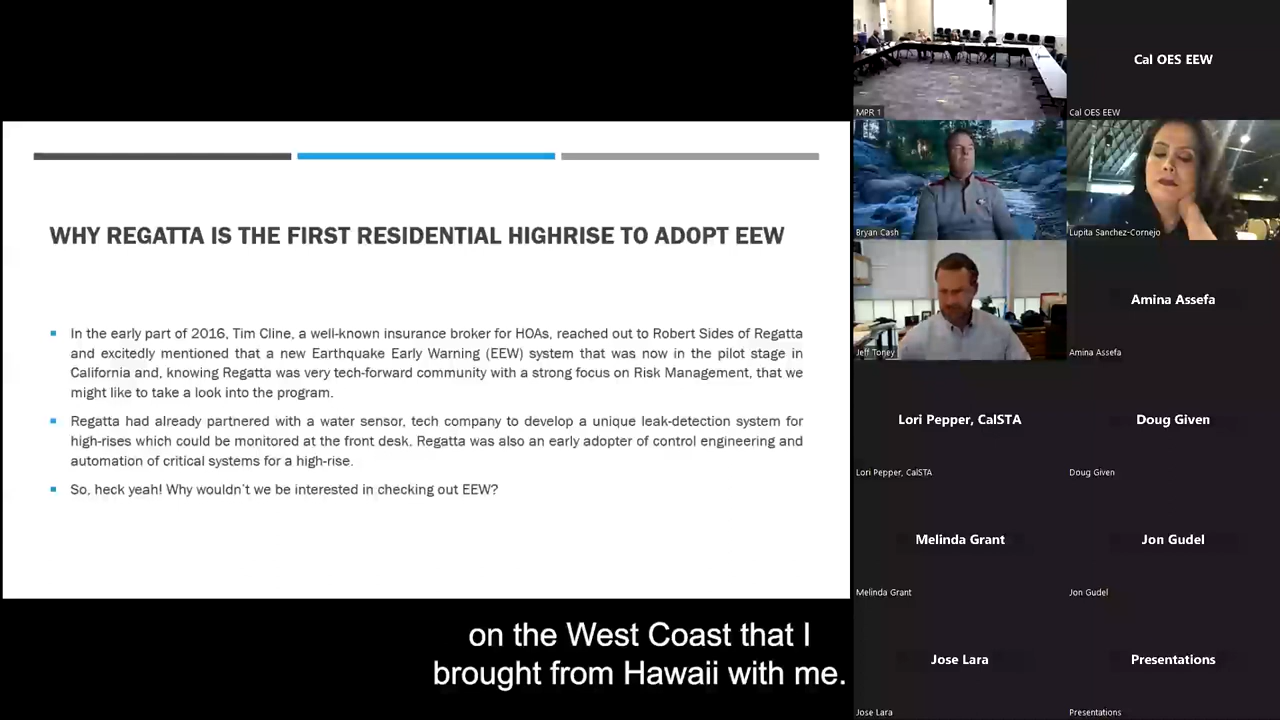 WHY REGATTA IS THE FIRST RESIDENTIAL HIGHRISE TO ADOPT EEW
In the early part of 2016, Tim Cline, a well-known insurance broker for HOAs, reached out to Robert Sides of Regatta
and excitedly mentioned that a new Earthquake Early Warning (EEW) system that was now in the pilot stage in
California and, knowing Regatta was very tech-forward community with a strong focus on Risk Management, that we
might like to take a look into the program.
Regatta had already partnered with a water sensor, tech company to develop a unique leak-detection system for
high-rises which could be monitored at the front desk. Regatta was also an early adopter of control engineering and
automation of critical systems for a high-rise.
So, heck yeah! Why wouldn't we be interested in checking out EEW?
on the West Coast that I
brought from Hawaii with me.
MPR 1
Cal OES EEW
Cal OES EEW
Bryan Cash
Lupita Sanchez-Cornejo
Jeff Toney
Amina Assefa
Amina Assefa
Lori Pepper, CalSTA
Lori Pepper, CalSTA
Doug Given
Doug Given
Melinda Grant
Melinda Grant
Jon Gudel
Jon Gudel
Jose Lara
Jose Lara
Presentations
Presentations